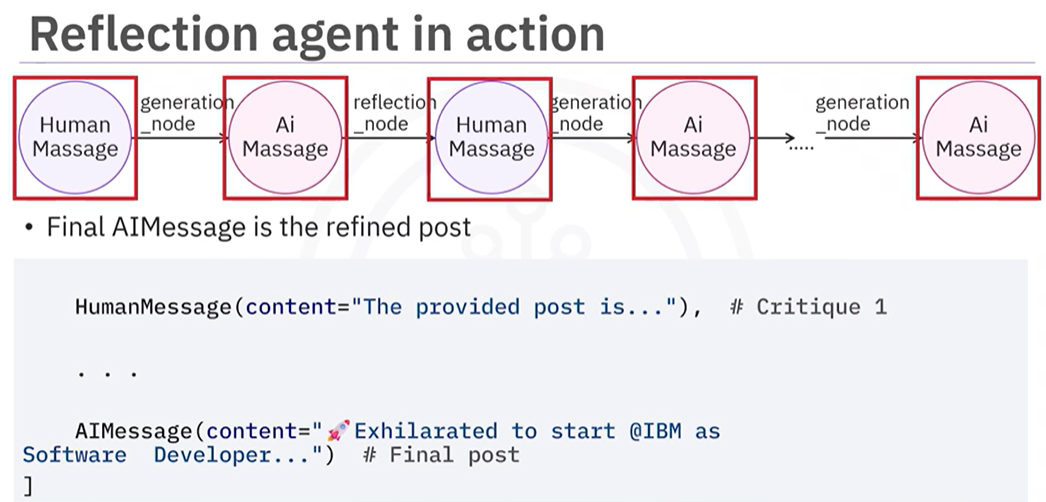 Reflection agent in action
Human
Massage
generation
_node
Ai
Massage
reflection
_node
Human
Massage
generation
_node
Ai
Massage
.....
generation
_node
Ai
Massage
• Final AIMessage is the refined post
HumanMessage(content="The provided post is..."),  # Critique 1
. . .
AIMessage(content="🚀Exhilarated to start @IBM as
Software  Developer...")  # Final post
]